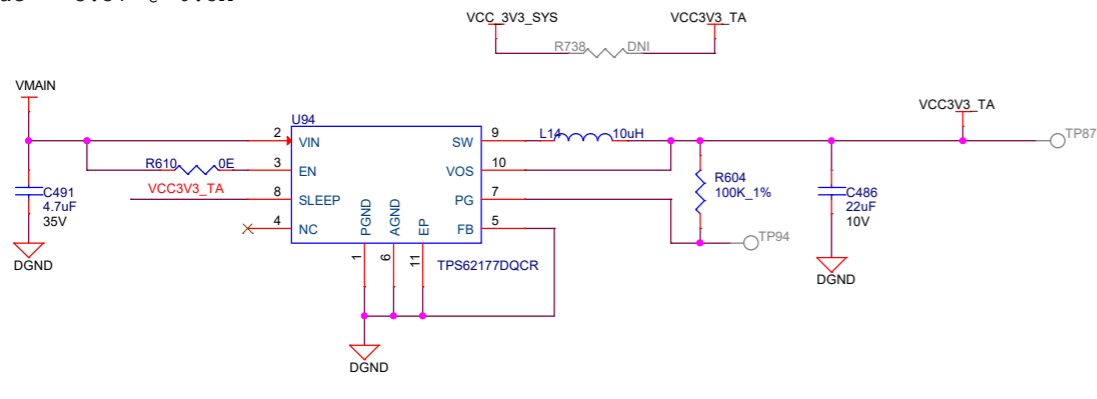 VCC_3V3_SYS
VCC3V3_TA
R738
DNI
VMAIN
VCC3V3_TA
U94
2
VIN
SW
9
L14
10uH
TP87
R610
0E
3
EN
VOS
10
VCC3V3_TA
8
SLEEP
PG
7
R604
100K_1%
C491
4.7uF
35V
C486
22uF
10V
4
NC
PGND
AGND
EP
FB
5
TP94
1
6
11
TPS62177DQCR
DGND
DGND
DGND